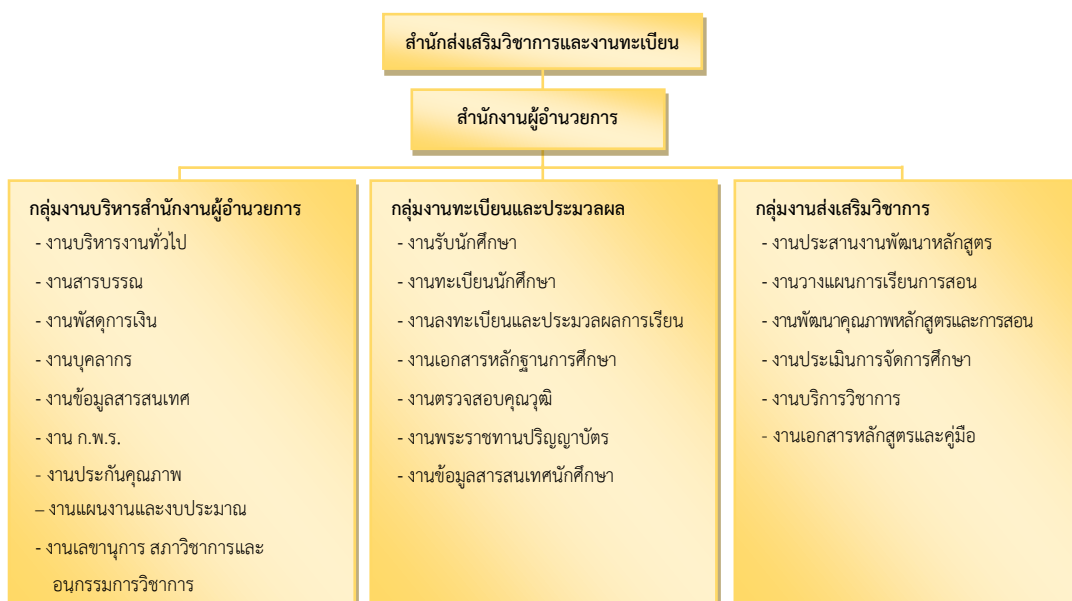 สำนักส่งเสริมวิชาการและงานทะเบียน
สำนักงานผู้อำนวยการ
กลุ่มงานบริหารสำนักงานผู้อำนวยการ
- งานบริหารงานทั่วไป
- งานสารบรรณ
- งานพัสดุการเงิน
- งานบุคลากร
- งานข้อมูลสารสนเทศ
- งาน ก.พ.ร.
- งานประกันคุณภาพ
– งานแผนงานและงบประมาณ
- งานเลขานุการ สภาวิชาการและ
อนุกรรมการวิชาการ
กลุ่มงานทะเบียนและประมวลผล
- งานรับนักศึกษา
- งานทะเบียนนักศึกษา
- งานลงทะเบียนและประมวลผลการเรียน
- งานเอกสารหลักฐานการศึกษา
- งานตรวจสอบคุณวุฒิ
- งานพระราชทานปริญญาบัตร
- งานข้อมูลสารสนเทศนักศึกษา
กลุ่มงานส่งเสริมวิชาการ
- งานประสานงานพัฒนาหลักสูตร
- งานวางแผนการเรียนการสอน
- งานพัฒนาคุณภาพหลักสูตรและการสอน
- งานประเมินการจัดการศึกษา
- งานบริการวิชาการ
- งานเอกสารหลักสูตรและคู่มือ